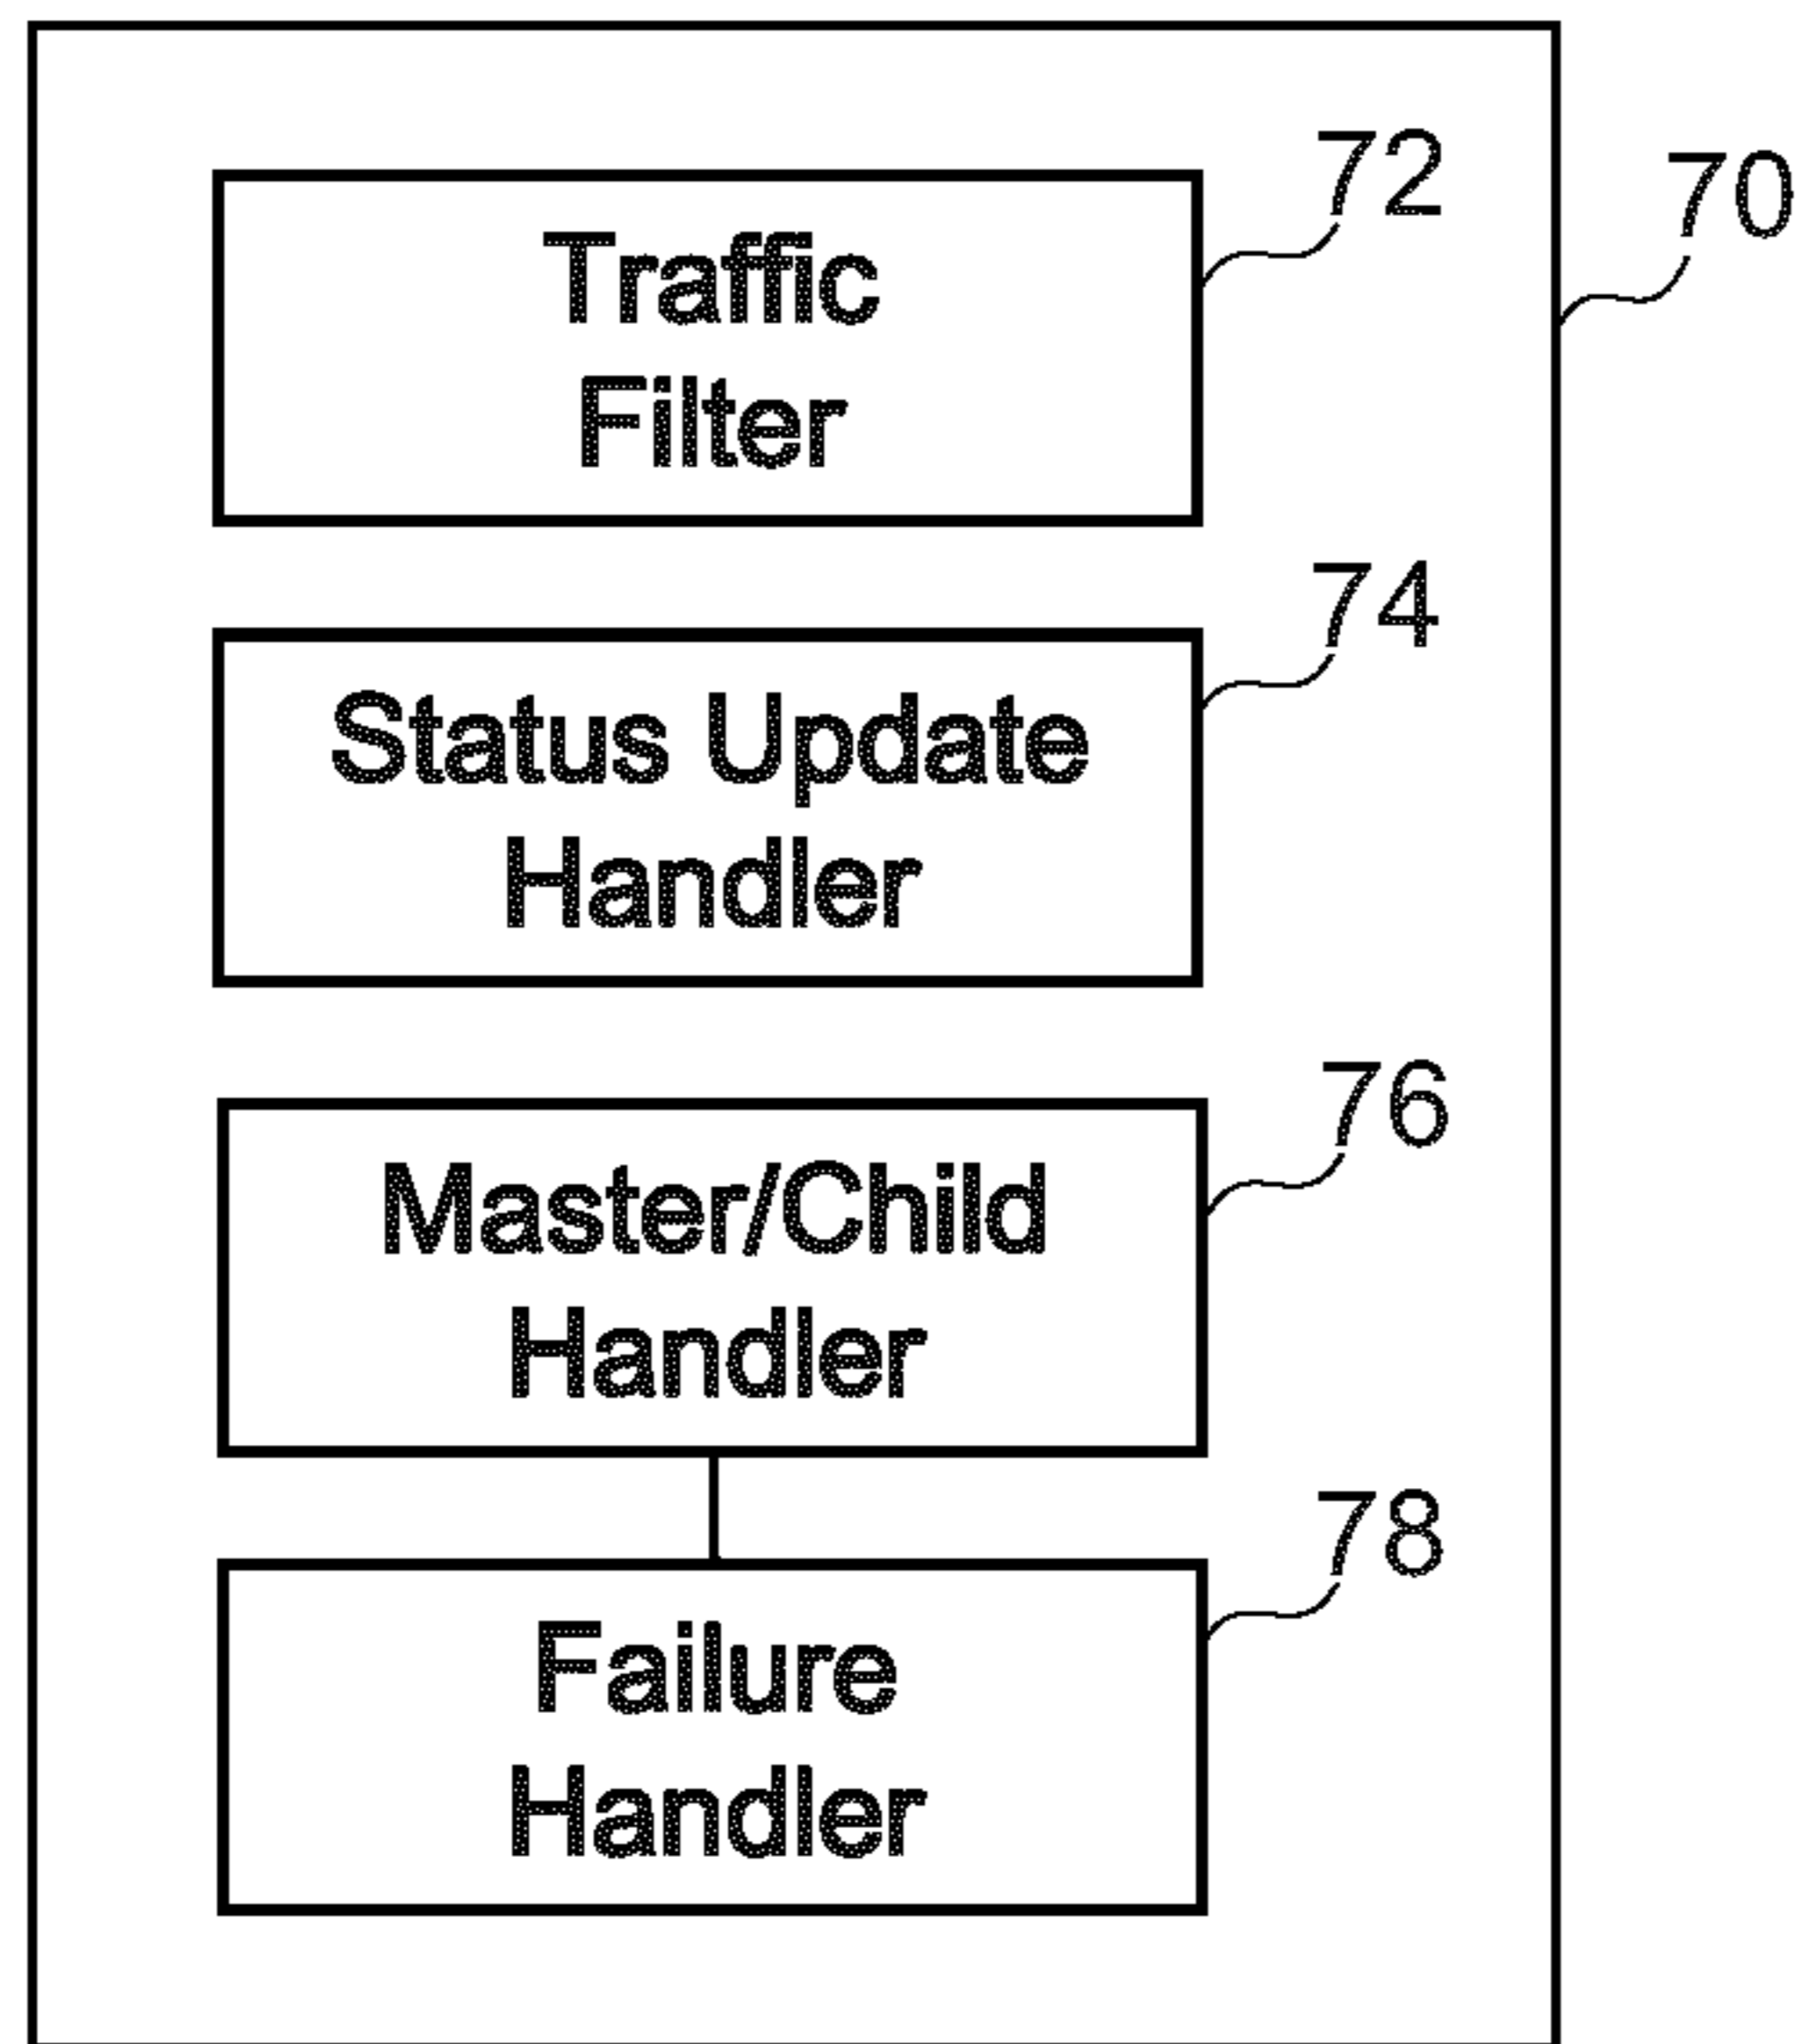 72
70
Traffic
Filter
74
Status Update
Handler
76
Master/Child
Handler
78
Failure
Handler